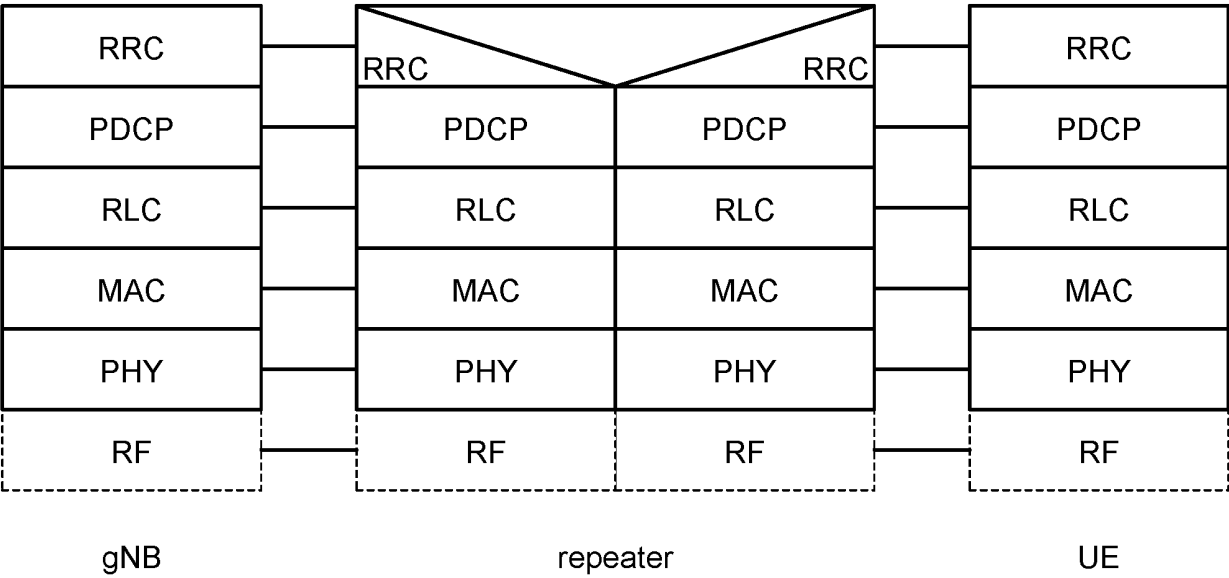 RRC RRC RRC RRC
PDCP PDCP PDCP PDCP
RLC RLC RLC RLC
MAC MAC MAC MAC
PHY PHY PHY PHY
RF RF RF RF
gNB repeater UE